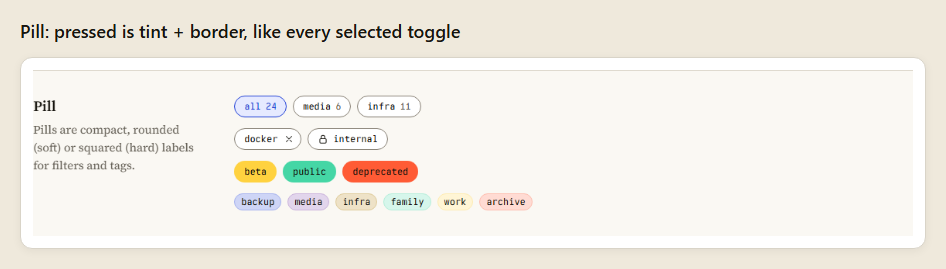 Pill: pressed is tint + border, like every selected toggle
Pill
Pills are compact, rounded
(soft) or squared (hard) labels
for filters and tags.
all 24 media 6 infra 11
docker × internal
beta public deprecated
backup media infra family work archive